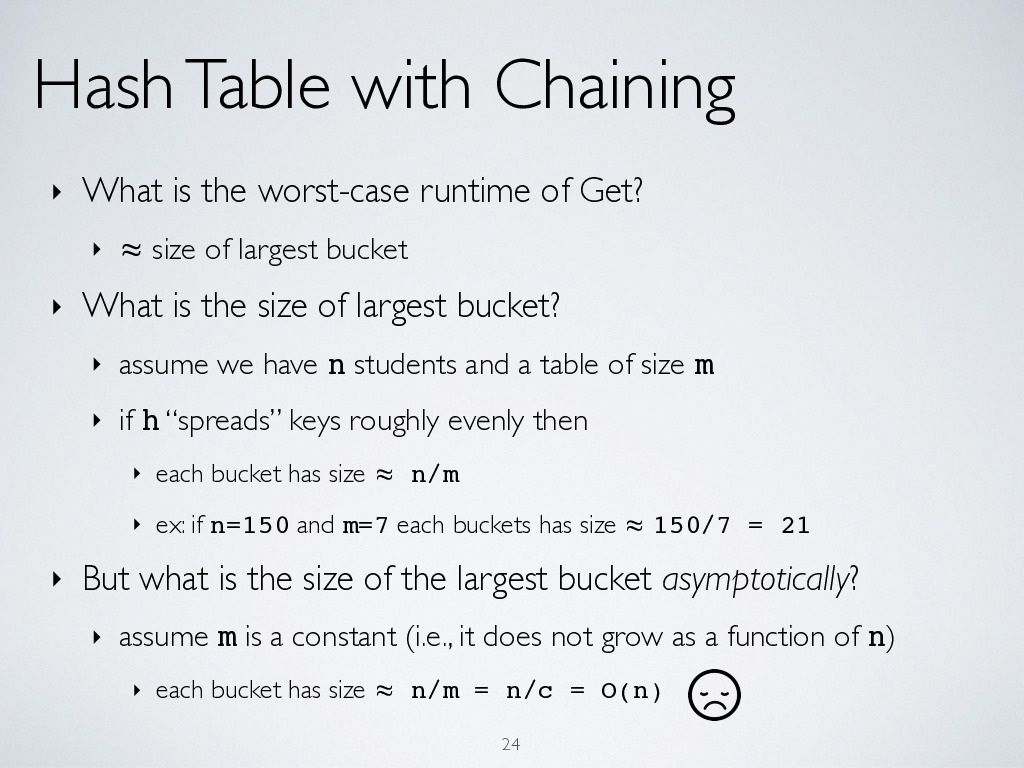 Hash Table with Chaining
‣ What is the worst-case runtime of Get?
‣ ≈ size of largest bucket
‣ What is the size of largest bucket?
‣ assume we have n students and a table of size m
‣ if h “spreads” keys roughly evenly then
‣ each bucket has size ≈ n/m
‣ ex: if n=150 and m=7 each buckets has size ≈ 150/7 = 21
‣ But what is the size of the largest bucket asymptotically?
‣ assume m is a constant (i.e., it does not grow as a function of n)
‣ each bucket has size ≈ n/m = n/c = O(n)
24